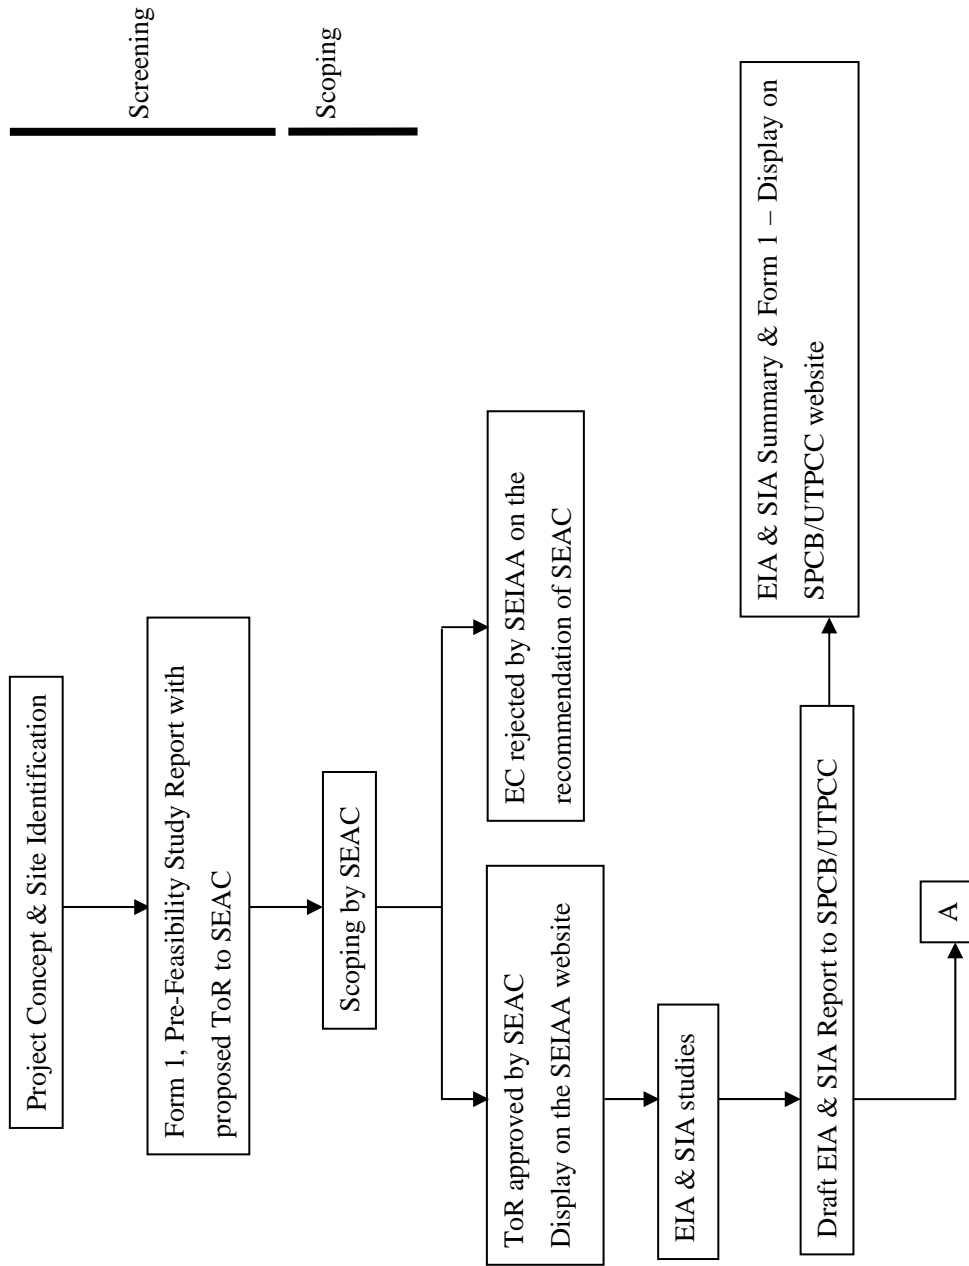 Screening
Scoping
Project Concept & Site Identification
Form 1, Pre-Feasibility Study Report with
proposed ToR to SEAC
Scoping by SEAC
ToR approved by SEAC
Display on the SEIAA website
EC rejected by SEIAA on the
recommendation of SEAC
EIA & SIA studies
Draft EIA & SIA Report to SPCB/UTPCC
EIA & SIA Summary & Form 1 – Display on
SPCB/UTPCC website
A